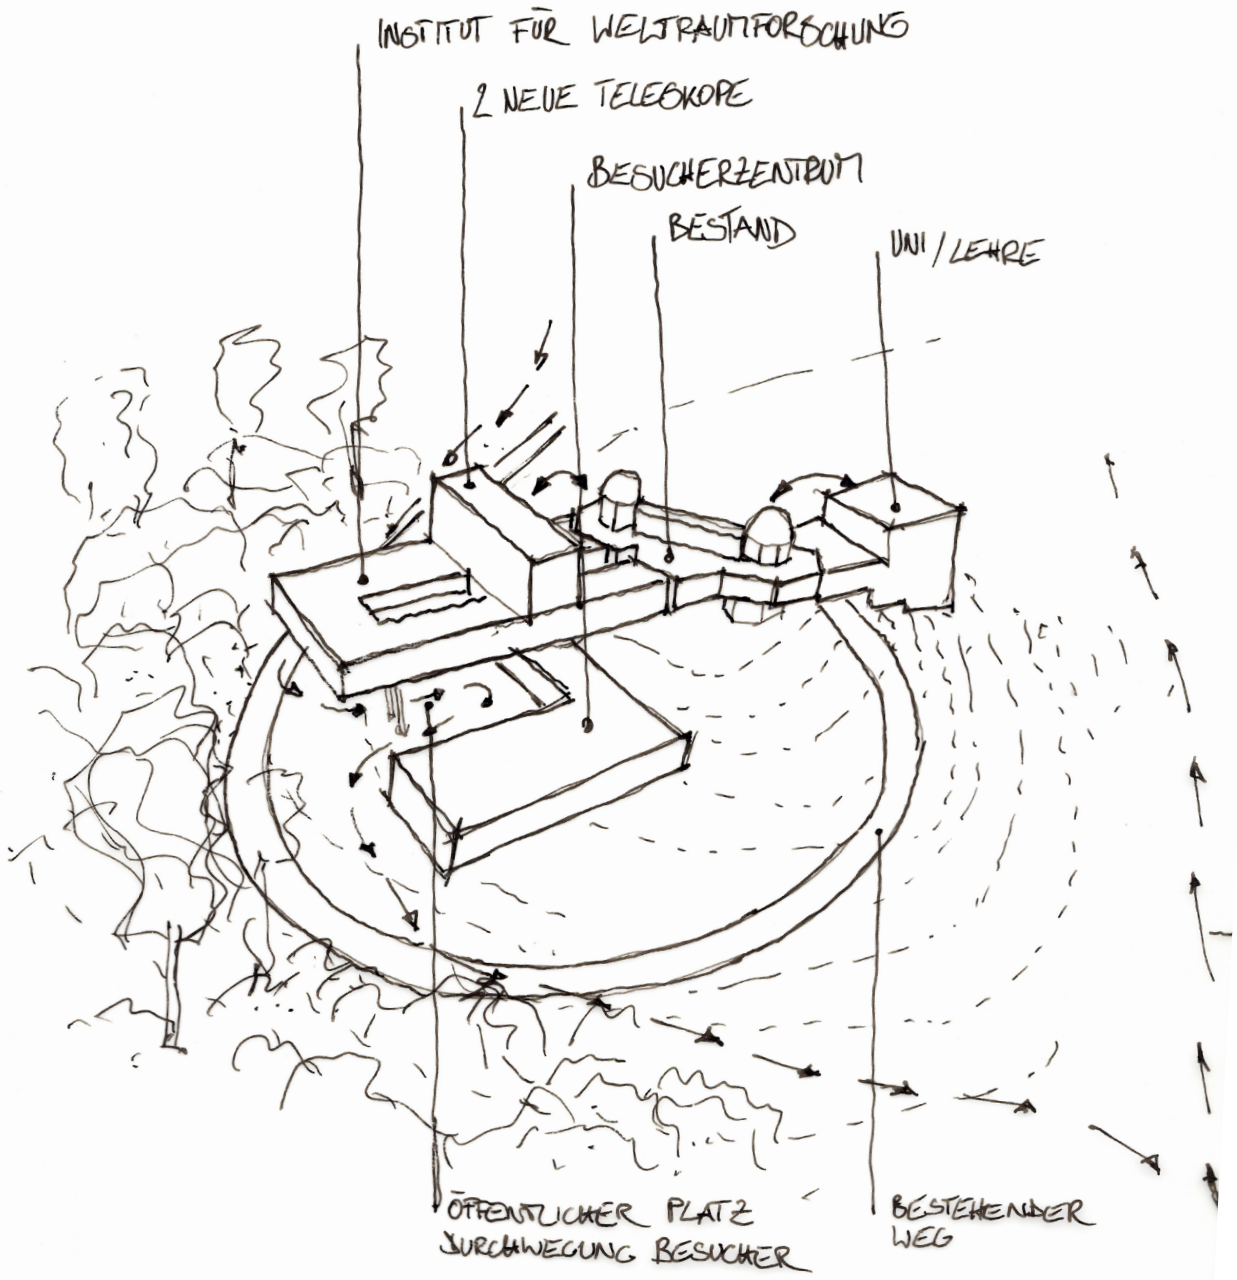 INSTITUT FÜR WELTRAUMFORSCHUNG
2 NEUE TELESKOPE
BESUCHERZENTRUM
BESTAND
UNI / LEHRE
ÖFFENTLICHER PLATZ
DURCHWEGUNG BESUCHER
BESTEHENDER
WEG